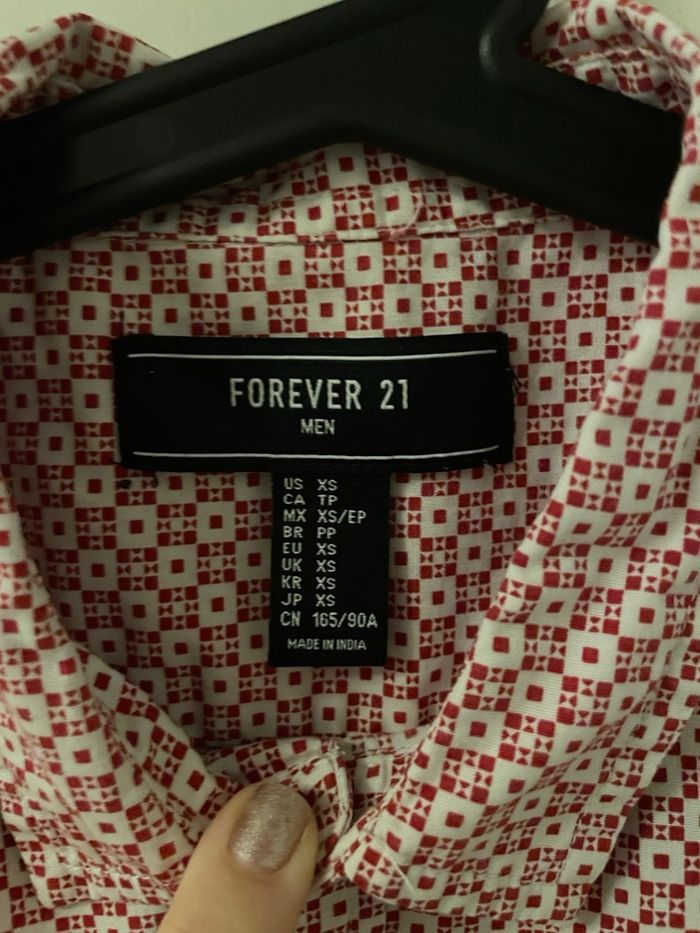 FOREVER 21
MEN
US XS
CA TP
MX XS/EP
BR PP
EU XS
UK XS
KR XS
JP XS
CN 165/90A
MADE IN INDIA